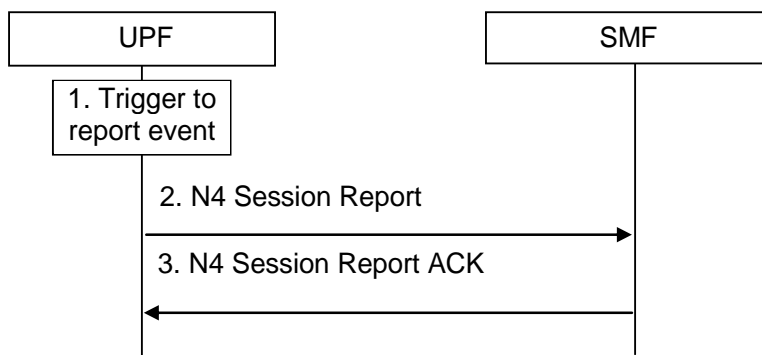 UPF
SMF
1. Trigger to
report event
2. N4 Session Report
3. N4 Session Report ACK